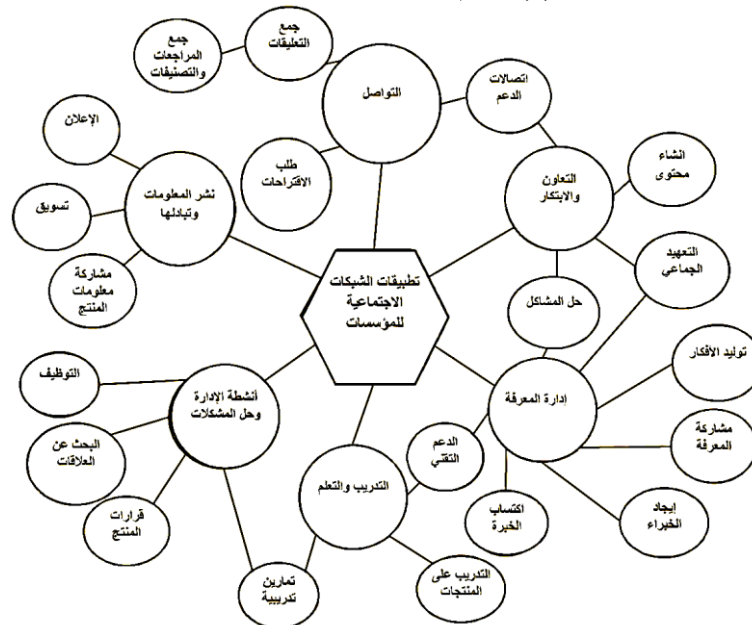 جمع
التعليقات
جمع
المراجعات
والتصنيفات
التواصل
إتصالات
الدعم
طلب
الاقتراحات
الإعلان
نشر المعلومات
وتبادلها
تسويق
مشاركة
معلومات
المنتج
التعاون
والابتكار
انشاء
محتوى
التعهيد
الجماعي
حل المشاكل
تطبيقات الشبكات
الاجتماعية
للمؤسسات
توليد الأفكار
إدارة المعرفة
مشاركة
المعرفة
إيجاد
الخبراء
اكتساب
الخبرة
الدعم
التقني
التدريب والتعلم
التدريب على
المنتجات
تمارين
تدريبية
أنشطة الإدارة
وحل المشكلات
التوظيف
البحث عن
العلاقات
قرارات
المنتج